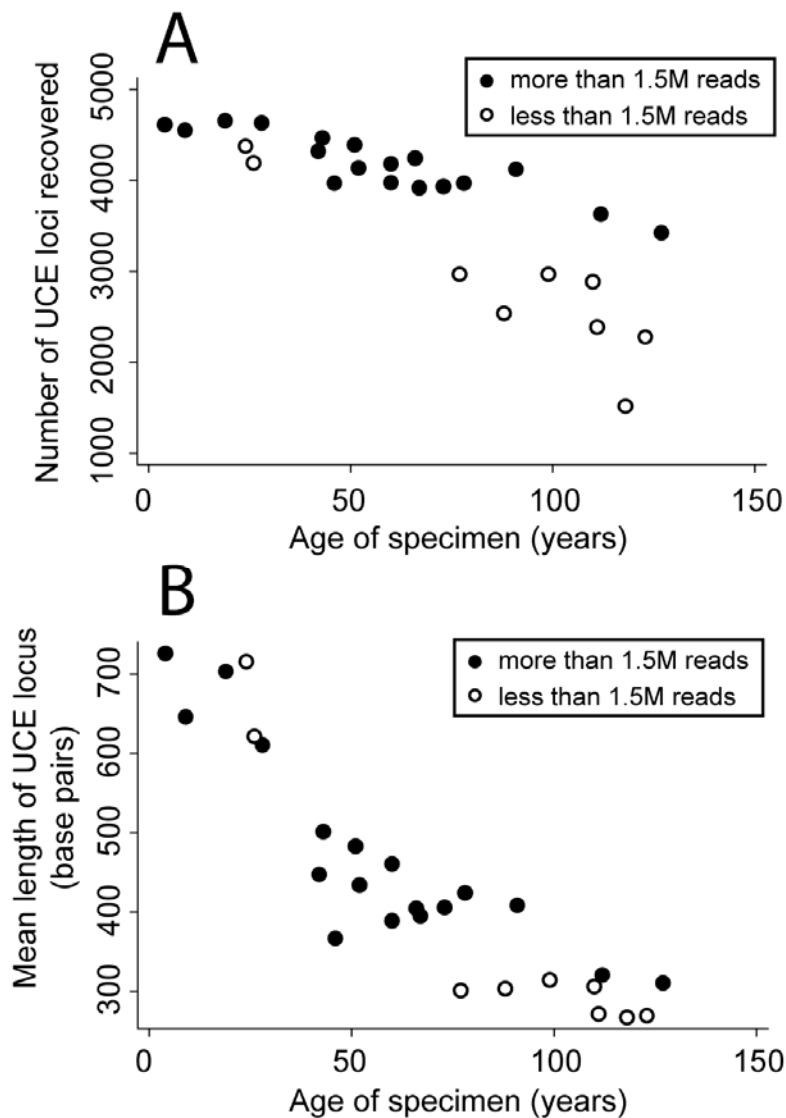 A
more than 1.5M reads
less than 1.5M reads
Number of UCE loci recovered
5000
4000
3000
2000
1000
0 50 100 150
Age of specimen (years)
B
more than 1.5M reads
less than 1.5M reads
Mean length of UCE locus
(base pairs)
700
600
500
400
300
0 50 100 150
Age of specimen (years)